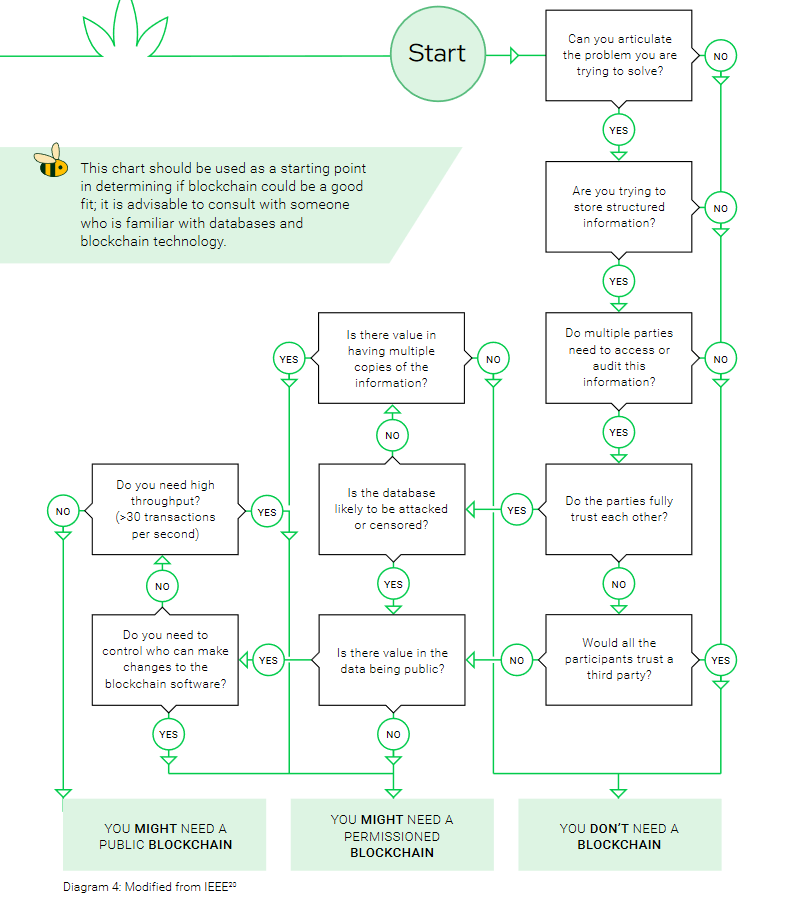 Start
Can you articulate
the problem you are
trying to solve?
NO
YES
This chart should be used as a starting point
in determining if blockchain could be a good
fit; it is advisable to consult with someone
who is familiar with databases and
blockchain technology.
Are you trying to
store structured
information?
NO
YES
Is there value in
having multiple
copies of the
information?
YES
NO
Do multiple parties
need to access or
audit this
information?
NO
YES
NO
Do you need high
throughput?
(>30 transactions
per second)
NO
YES
Is the database
likely to be attacked
or censored?
YES
Do the parties fully
trust each other?
NO
YES
NO
Do you need to
control who can make
changes to the
blockchain software?
YES
Is there value in the
data being public?
NO
Would all the
participants trust a
third party?
YES
YES
NO
YOU MIGHT NEED A
PUBLIC BLOCKCHAIN
YOU MIGHT NEED A
PERMISSIONED
BLOCKCHAIN
YOU DON'T NEED A
BLOCKCHAIN
Diagram 4: Modified from IEEE²⁰